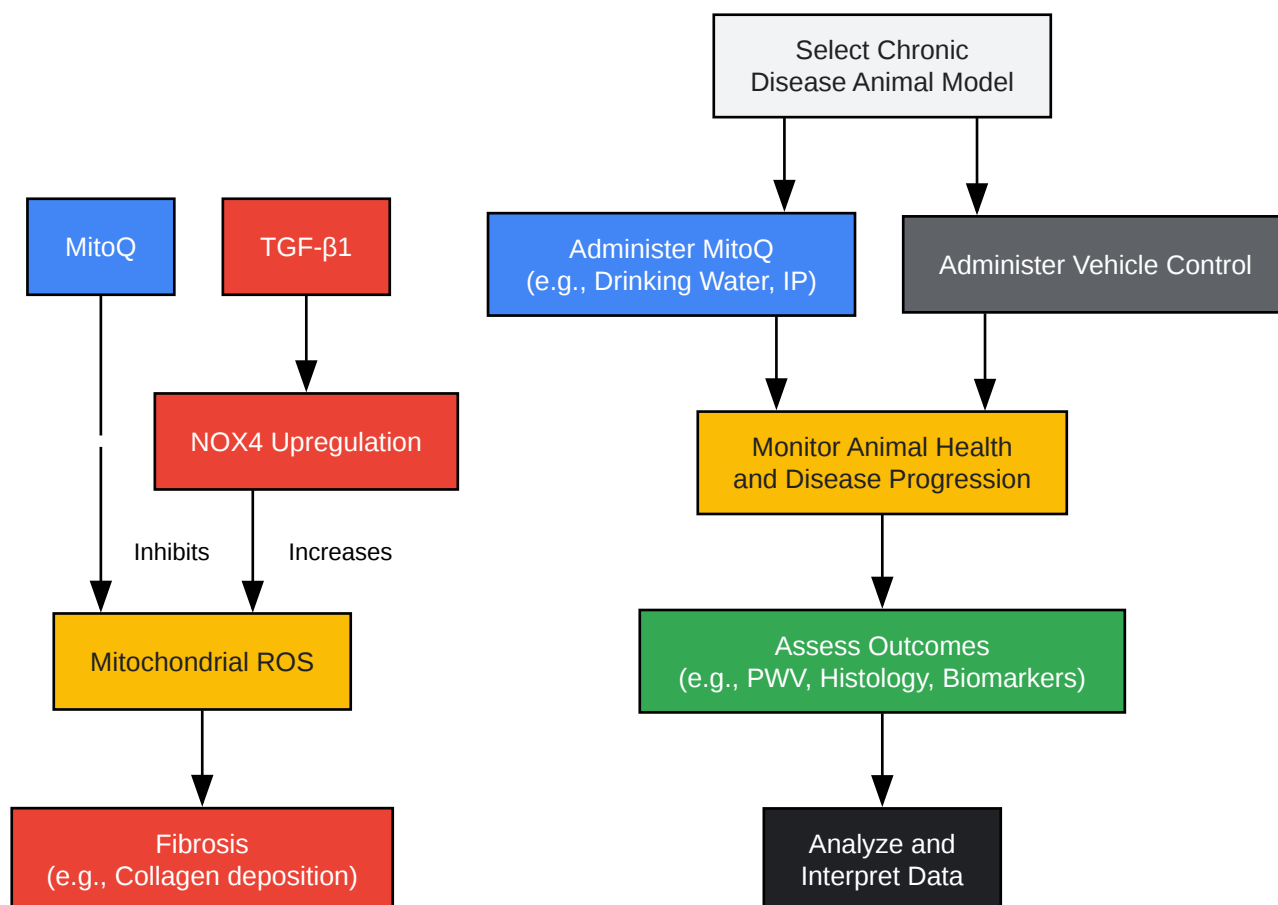 MitoQ
TGF-β1
NOX4 Upregulation
Inhibits
Increases
Mitochondrial ROS
Fibrosis
(e.g., Collagen deposition)
Select Chronic
Disease Animal Model
Administer MitoQ
(e.g., Drinking Water, IP)
Administer Vehicle Control
Monitor Animal Health
and Disease Progression
Assess Outcomes
(e.g., PWV, Histology, Biomarkers)
Analyze and
Interpret Data